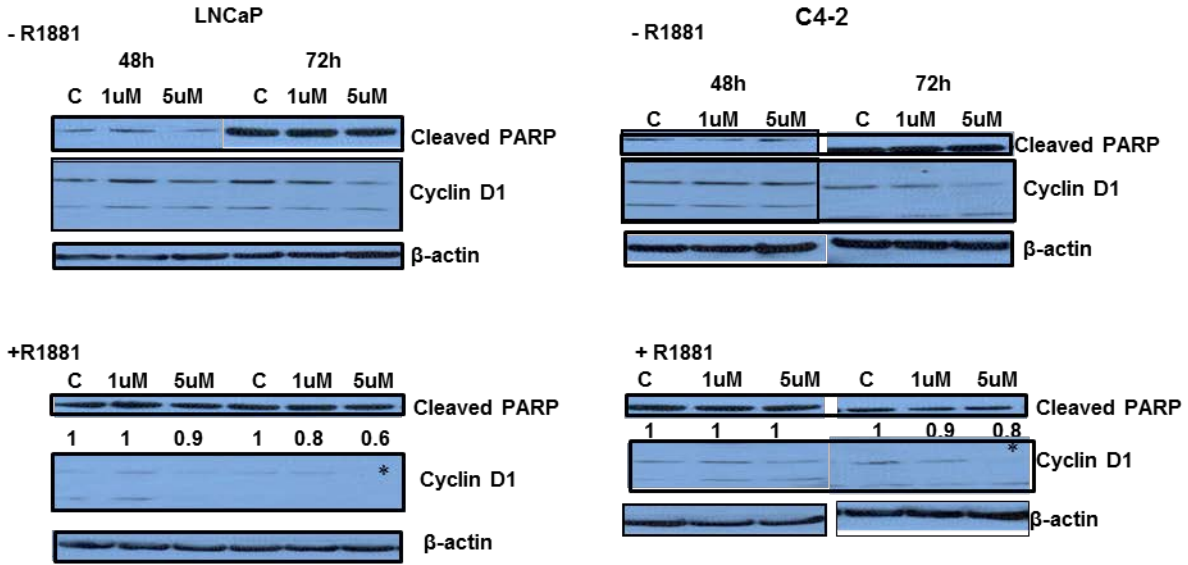 LNCaP
- R1881
48h 72h
C 1uM 5uM C 1uM 5uM
Cleaved PARP
Cyclin D1
β-actin
C4-2
- R1881
48h 72h
C 1uM 5uM C 1uM 5uM
Cleaved PARP
Cyclin D1
β-actin
+R1881
C 1uM 5uM C 1uM 5uM
Cleaved PARP
1 1 0.9 1 0.8 0.6
*
Cyclin D1
β-actin
+ R1881
C 1uM 5uM C 1uM 5uM
Cleaved PARP
1 1 1 1 0.9 0.8
*
Cyclin D1
β-actin